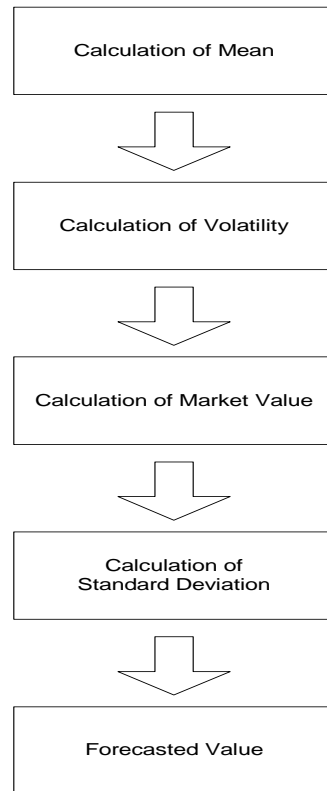 Calculation of Mean
Calculation of Volatility
Calculation of Market Value
Calculation of
Standard Deviation
Forecasted Value